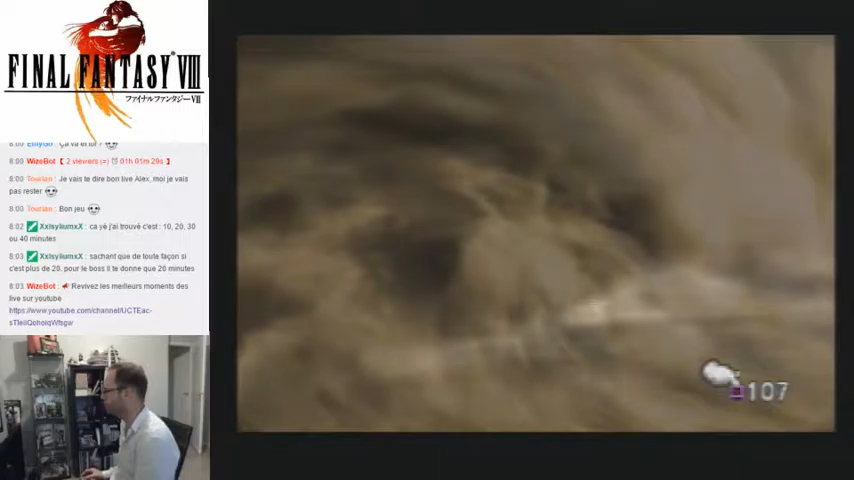 FINAL FANTASY VIII
ファイナルファンタジーVIII
8:00 EmyGo : Ça va et toi ?
8:00 WizeBot 【 2 viewers (=) 01h 01m 29s 】
8:00 Tourian : Je vais te dire bon live Alex, moi je vais
pas rester
8:00 Tourian : Bon jeu
8:02 XxIsyliumxX : ca yé j'ai trouvé c'est : 10, 20, 30
ou 40 minutes
8:03 XxIsyliumxX : sachant que de toute façon si
c'est plus de 20, pour le boss il te donne que 20 minutes
8:03 WizeBot : Revivez les meilleurs moments des
live sur youtube
https://www.youtube.com/channel/UCTEac-
107